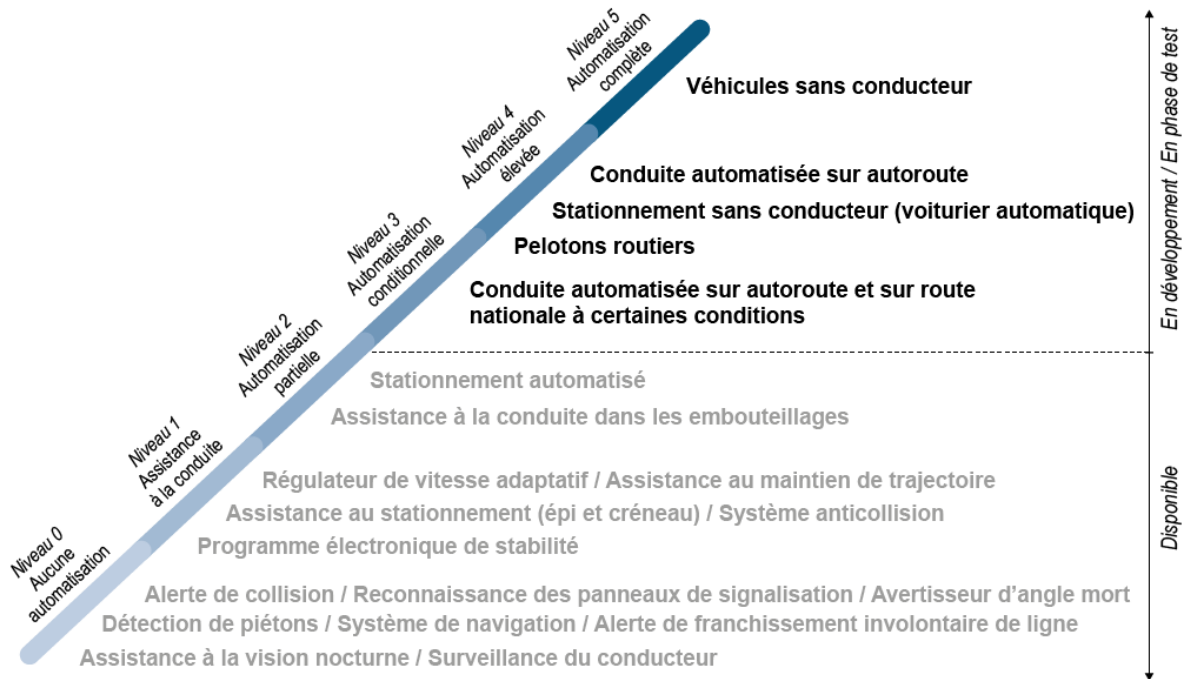 Niveau 5
Automatisation
complète
Véhicules sans conducteur
Niveau 4
Automatisation
élevée
Conduite automatisée sur autoroute
Stationnement sans conducteur (voiturier automatique)
Niveau 3
Automatisation
conditionnelle
Pelotons routiers
Conduite automatisée sur autoroute et sur route
nationale à certaines conditions
En développement / En phase de test
Niveau 2
Automatisation
partielle
Stationnement automatisé
Assistance à la conduite dans les embouteillages
Niveau 1
Assistance
à la conduite
Régulateur de vitesse adaptatif / Assistance au maintien de trajectoire
Assistance au stationnement (épi et créneau) / Système anticollision
Programme électronique de stabilité
Niveau 0
Aucune
automatisation
Alerte de collision / Reconnaissance des panneaux de signalisation / Avertisseur d’angle mort
Détection de piétons / Système de navigation / Alerte de franchissement involontaire de ligne
Assistance à la vision nocturne / Surveillance du conducteur
Disponible